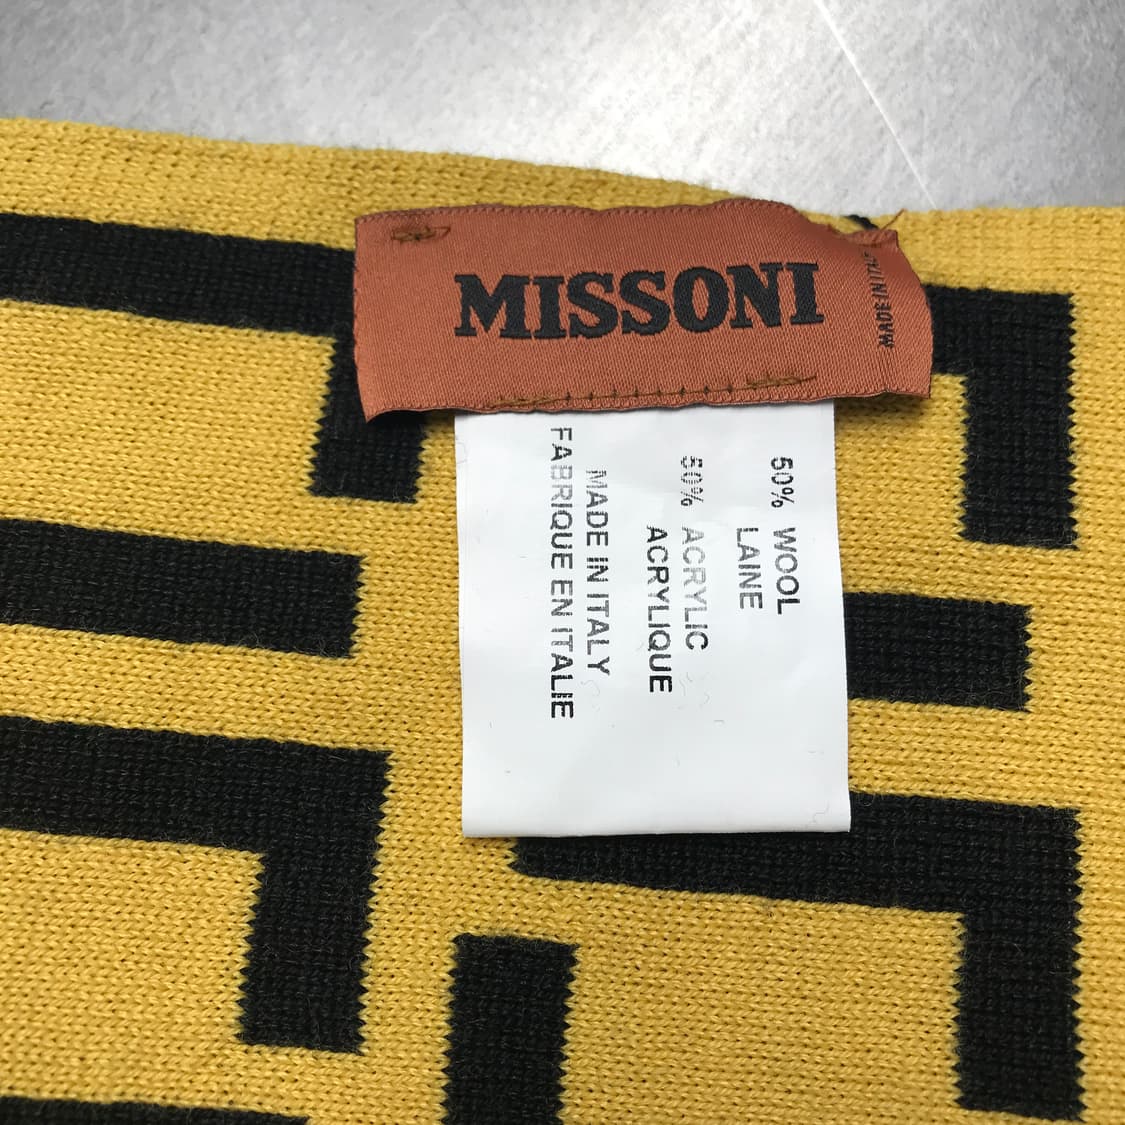 MISSONI
MADE IN ITALY
50% WOOL
LAINE
50% ACRYLIC
ACRYLIQUE
MADE IN ITALY
FABRIQUE EN ITALIE